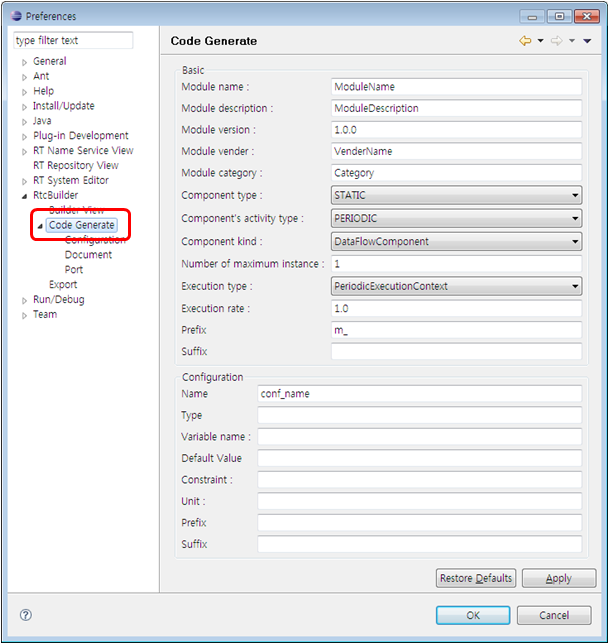 Preferences
type filter text
Code Generate
General
Ant
Help
Install/Update
Java
Plug-in Development
RT Name Service View
RT Repository View
RT System Editor
RtcBuilder
Builder View
Code Generate
Configuration
Document
Port
Export
Run/Debug
Team
Basic
Module name : ModuleName
Module description : ModuleDescription
Module version : 1.0.0
Module vender : VenderName
Module category : Category
Component type : STATIC
Component's activity type : PERIODIC
Component kind : DataFlowComponent
Number of maximum instance : 1
Execution type : PeriodicExecutionContext
Execution rate : 1.0
Prefix m_
Suffix
Configuration
Name conf_name
Type
Variable name :
Default Value
Constraint :
Unit :
Prefix
Suffix
Restore Defaults Apply
? OK Cancel